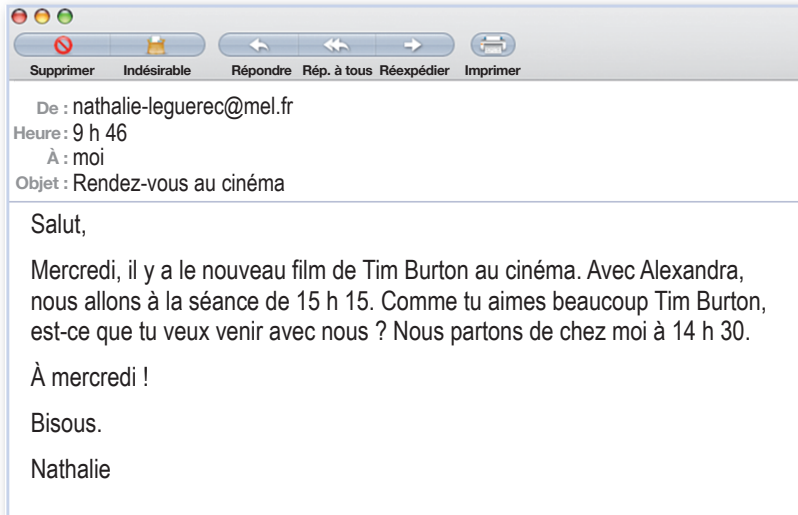 Supprimer Indésirable Répondre Rép. à tous Réexpédier Imprimer
De : nathalie-leguerec@mel.fr
Heure : 9 h 46
À : moi
Objet : Rendez-vous au cinéma
Salut,
Mercredi, il y a le nouveau film de Tim Burton au cinéma. Avec Alexandra,
nous allons à la séance de 15 h 15. Comme tu aimes beaucoup Tim Burton,
est-ce que tu veux venir avec nous ? Nous partons de chez moi à 14 h 30.
À mercredi !
Bisous.
Nathalie